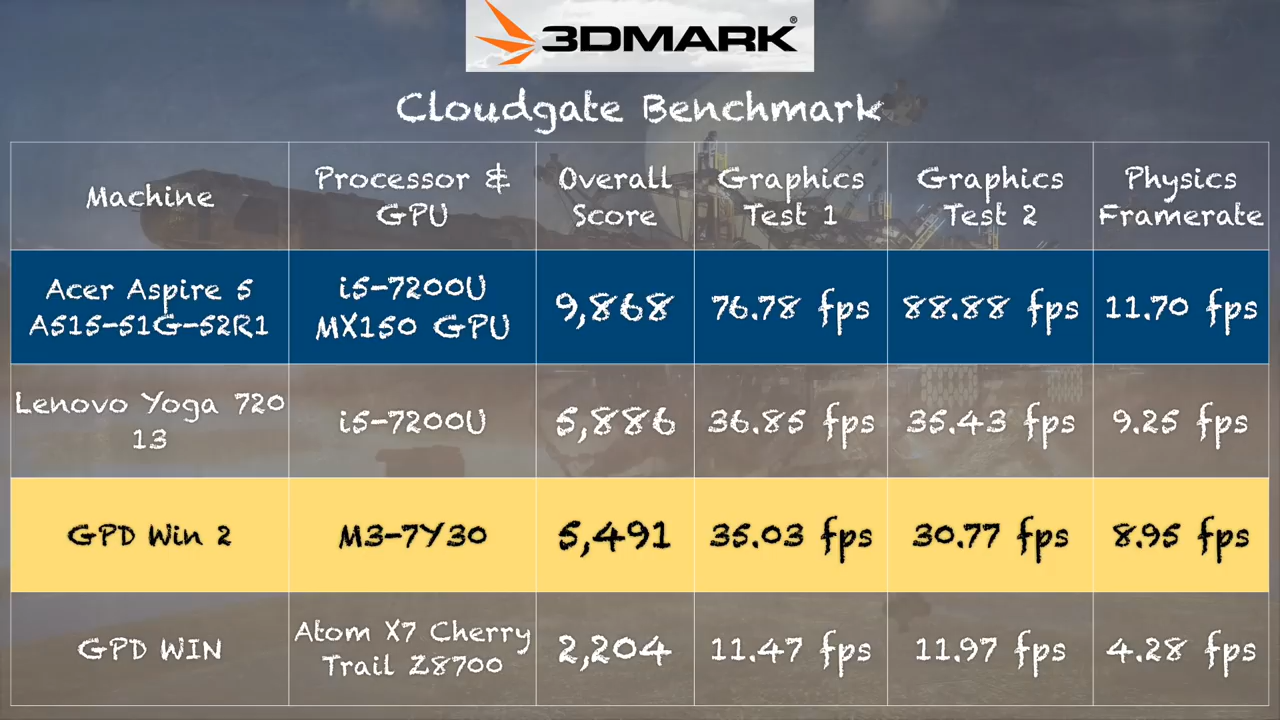 3DMARK®
Cloudgate Benchmark
Machine
Processor &
GPU
Overall
Score
Graphics
Test 1
Graphics
Test 2
Physics
Framerate
Acer Aspire 5
A515-51G-52R1
i5-7200U
MX150 GPU
9,868
76.78 fps
88.88 fps
11.70 fps
Lenovo Yoga 720
13
i5-7200U
5,886
36.85 fps
35.43 fps
9.25 fps
GPD Win 2
M3-7Y30
5,491
35.03 fps
30.77 fps
8.95 fps
GPD WIN
Atom X7 Cherry
Trail Z8700
2,204
11.47 fps
11.97 fps
4.28 fps